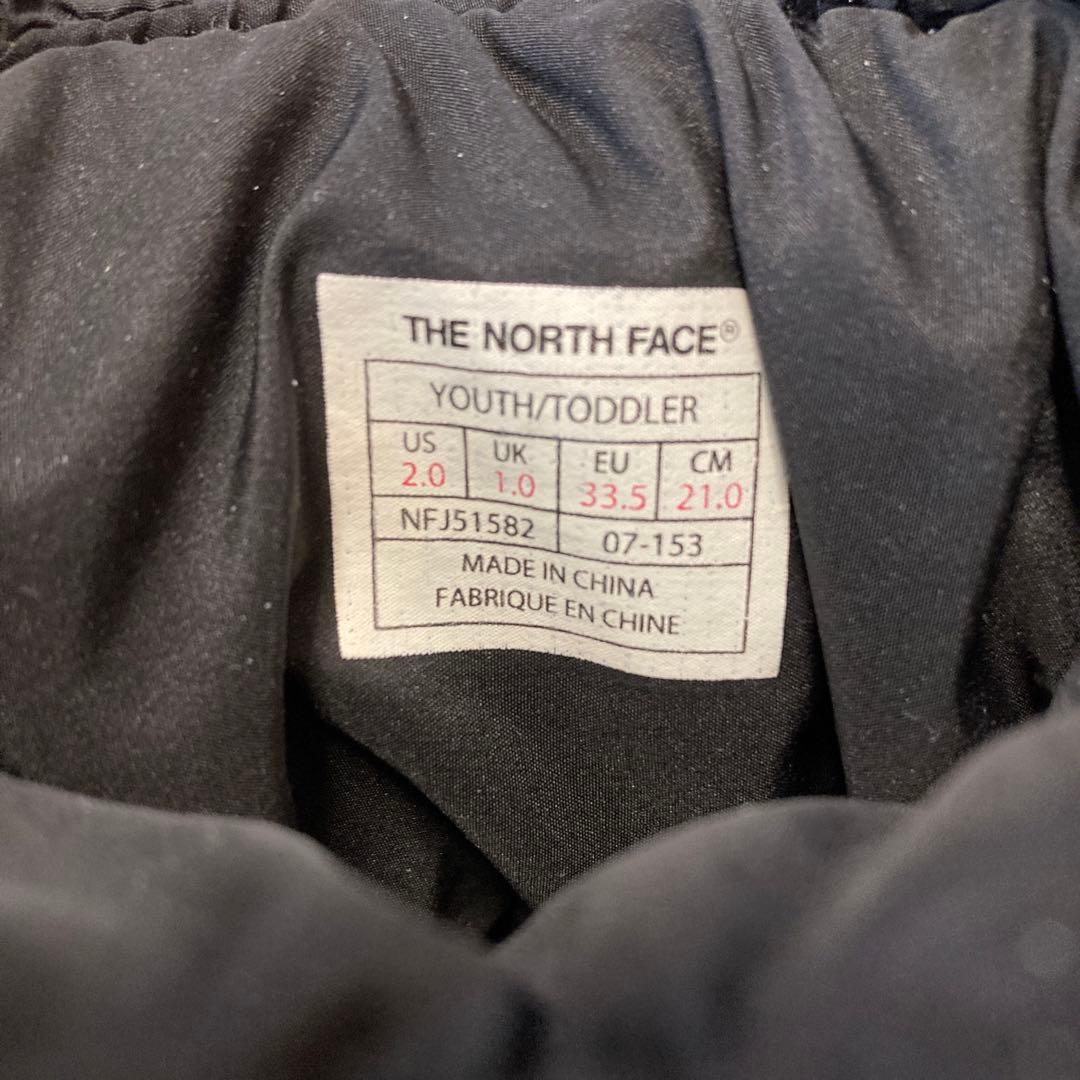 THE NORTH FACE®
YOUTH/TODDLER
US UK EU CM
2.0 1.0 33.5 21.0
NFJ51582 07-153
MADE IN CHINA
FABRIQUE EN CHINE